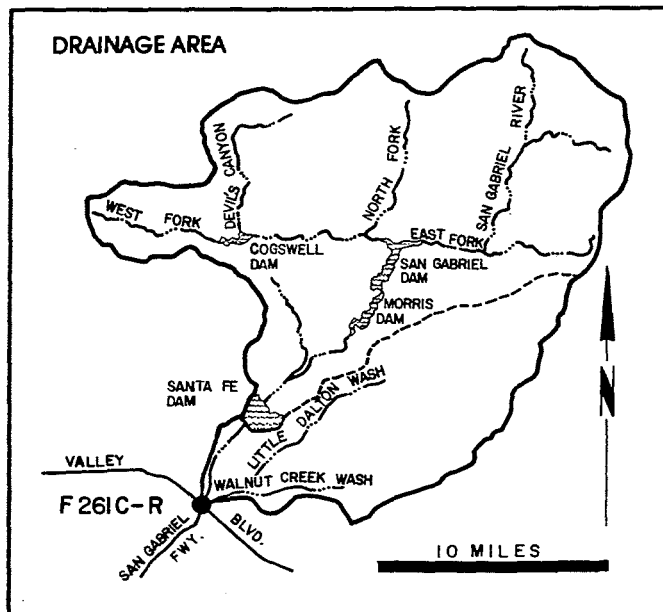 DRAINAGE AREA
WEST FORK
DEVILS CANYON
NORTH FORK
SAN GABRIEL RIVER
EAST FORK
COGSWELL
DAM
SAN GABRIEL
DAM
MORRIS
DAM
SANTA FE
DAM
LITTLE DALTON WASH
N
VALLEY
WALNUT CREEK WASH
F 261C-R
SAN GABRIEL
FWY.
BLVD.
10 MILES